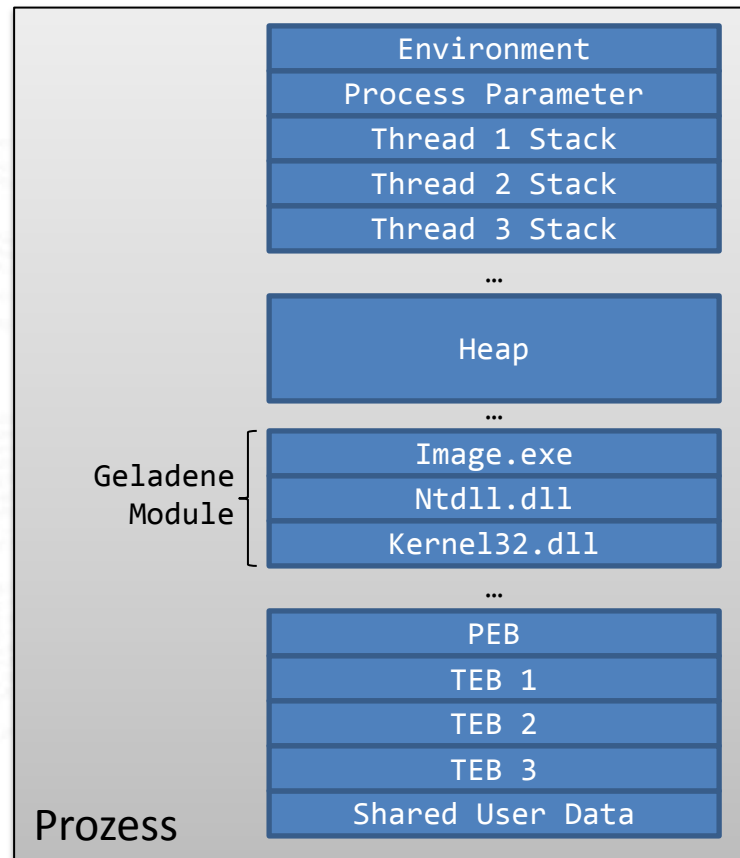 Environment
Process Parameter
Thread 1 Stack
Thread 2 Stack
Thread 3 Stack
…
Heap
…
Geladene
Module
Image.exe
Ntdll.dll
Kernel32.dll
…
PEB
TEB 1
TEB 2
TEB 3
Shared User Data
Prozess